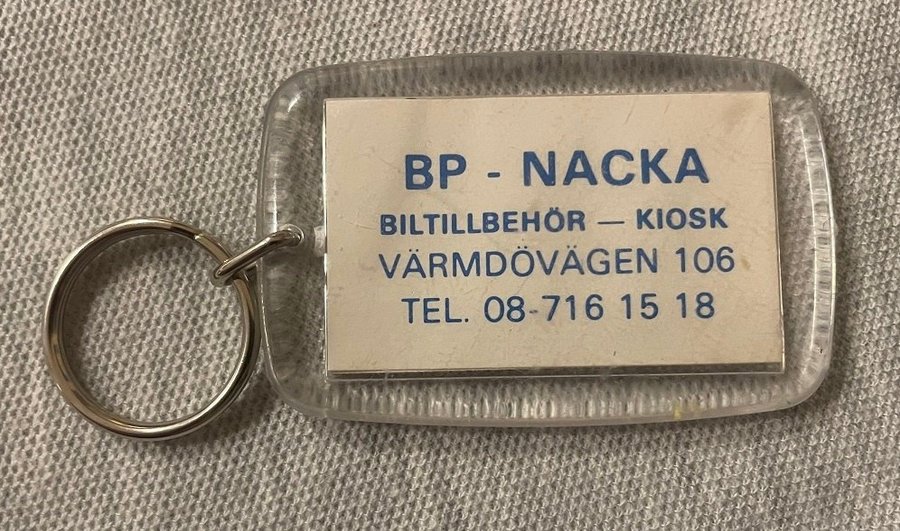 BP - NACKA
BILTILLBEHÖR — KIOSK
VÄRMDÖVÄGEN 106
TEL. 08-716 15 18